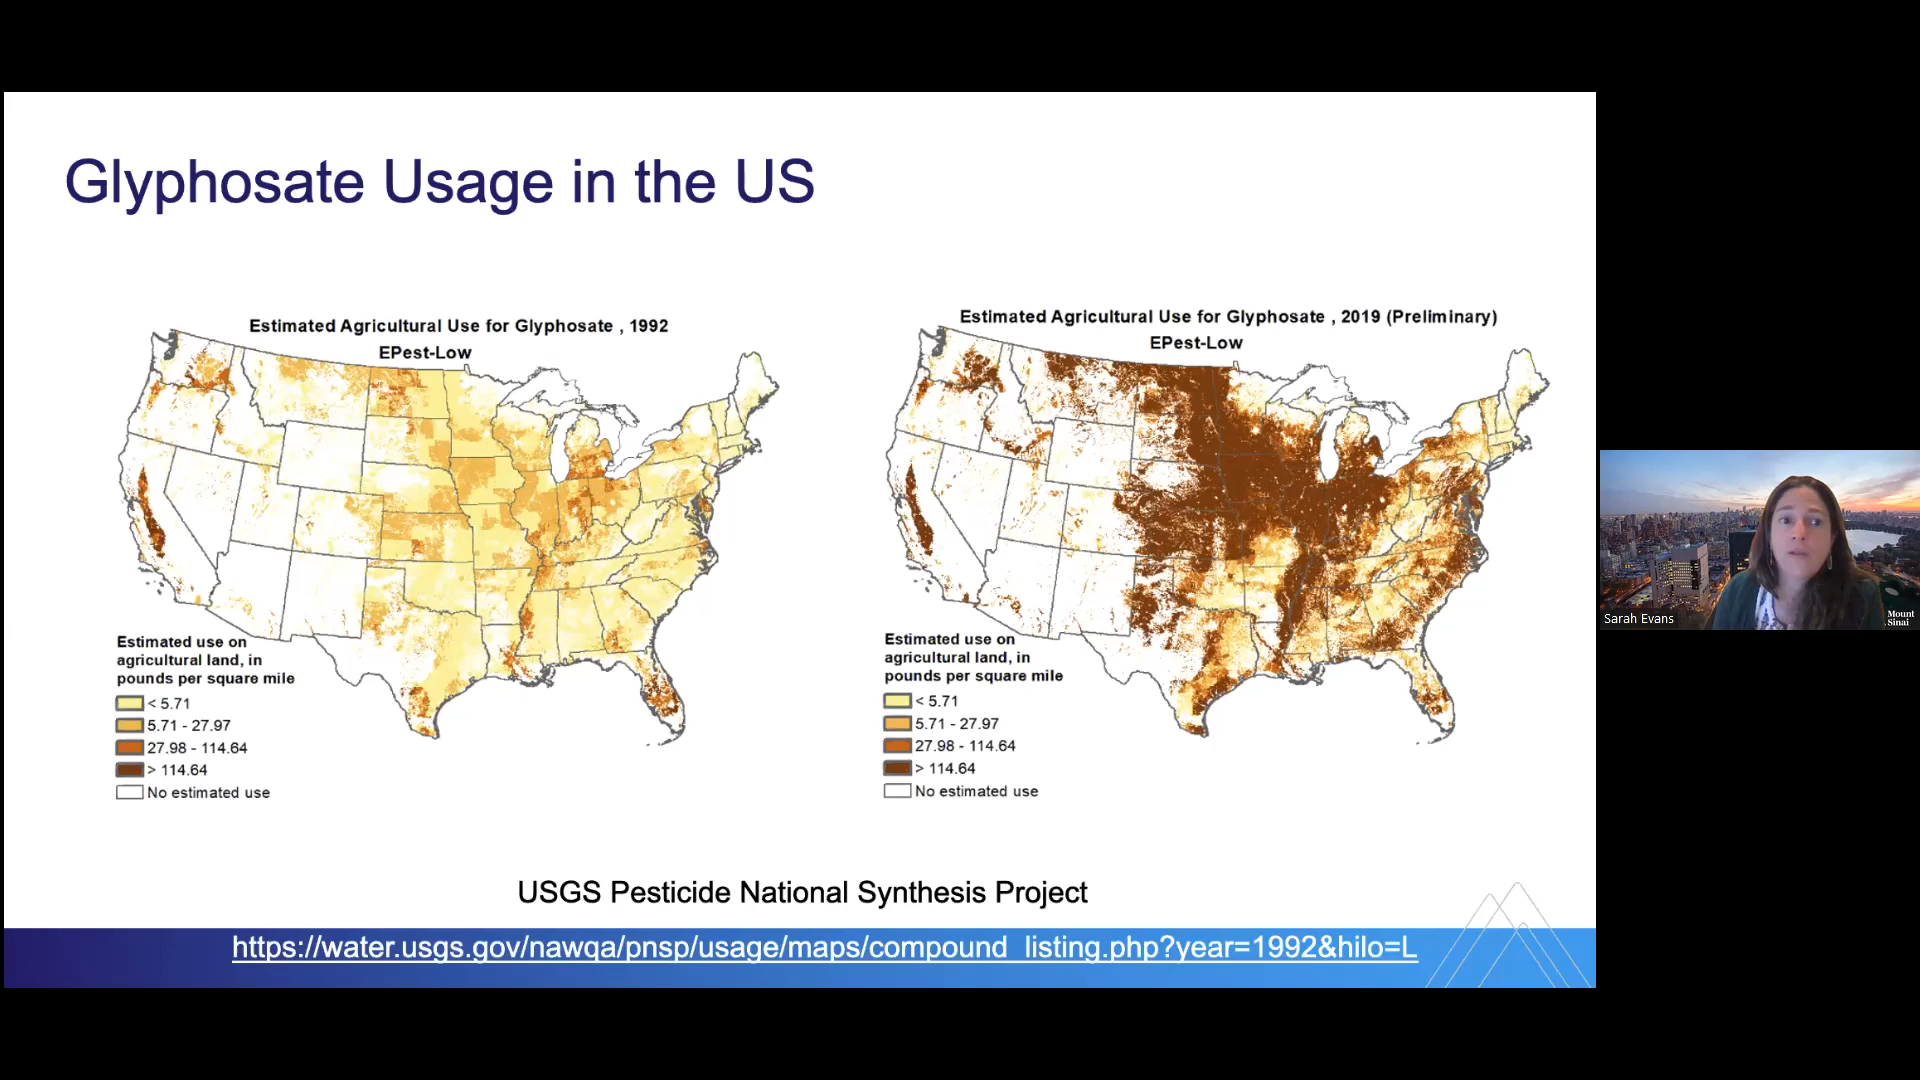 Glyphosate Usage in the US
Estimated Agricultural Use for Glyphosate , 1992
EPest-Low
Estimated use on
agricultural land, in
pounds per square mile
< 5.71
5.71 - 27.97
27.98 - 114.64
> 114.64
No estimated use
Estimated Agricultural Use for Glyphosate , 2019 (Preliminary)
EPest-Low
Estimated use on
agricultural land, in
pounds per square mile
< 5.71
5.71 - 27.97
27.98 - 114.64
> 114.64
No estimated use
USGS Pesticide National Synthesis Project
https://water.usgs.gov/nawqa/pnsp/usage/maps/compound_listing.php?year=1992&hilo=L
Sarah Evans
Mount
Sinai